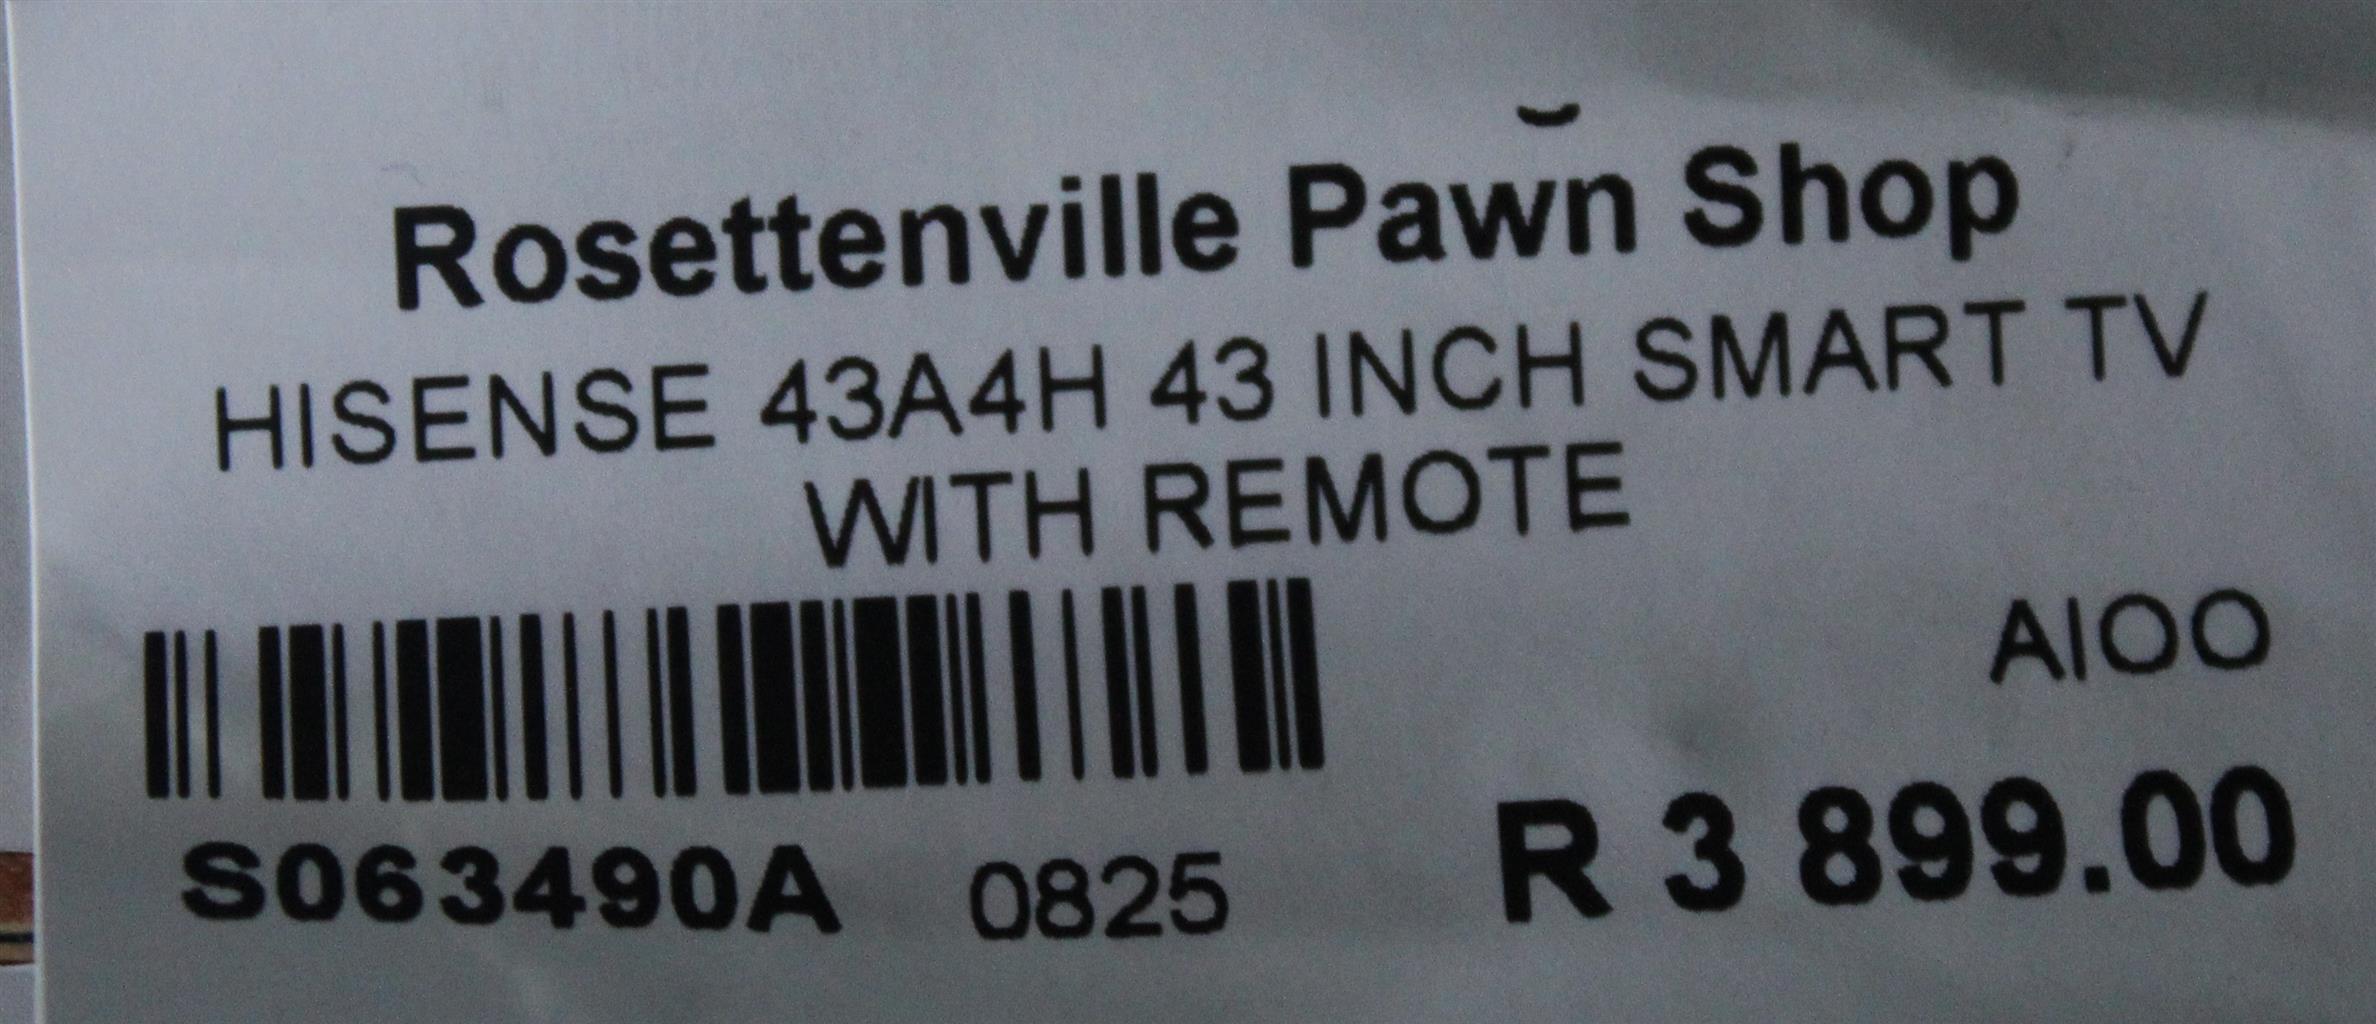 Rosettenville Pawn Shop
HISENSE 43A4H 43 INCH SMART TV
WITH REMOTE
AIOO
S063490A 0825 R 3 899.00